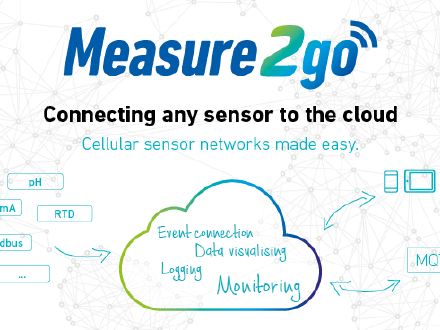 Measure2go
Connecting any sensor to the cloud
Cellular sensor networks made easy.
pH
mA
RTD
dbus
...
Event connection
Data visualising
Logging
Monitoring
MQT